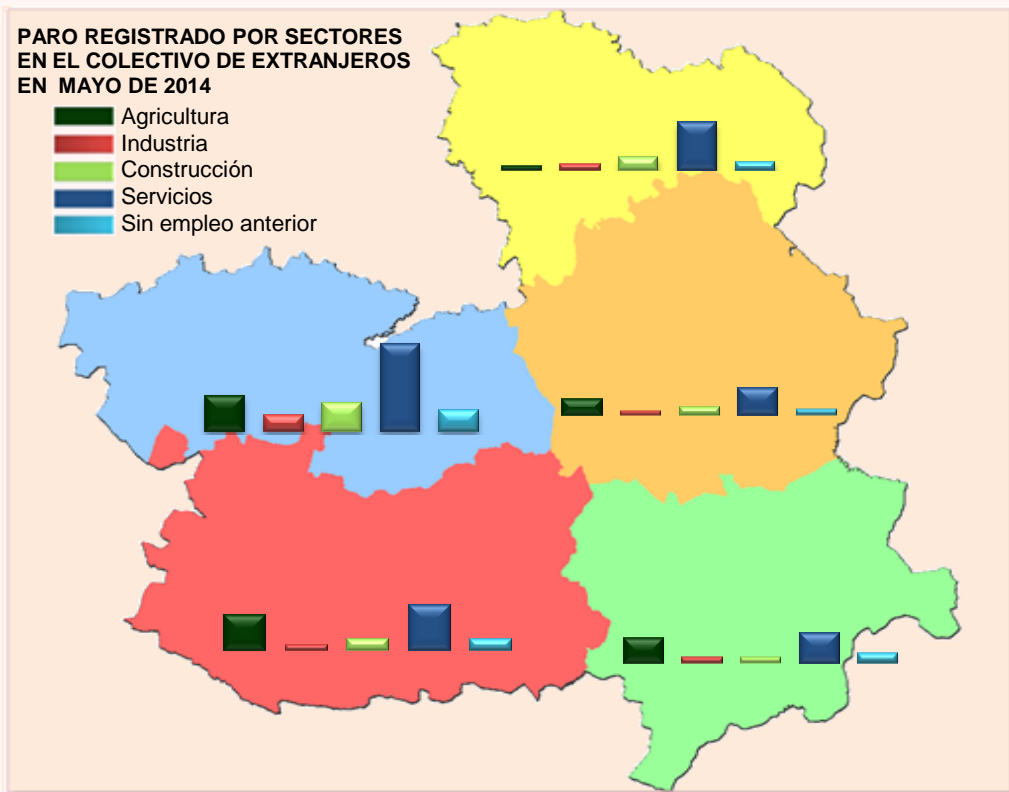 PARO REGISTRADO POR SECTORES
EN EL COLECTIVO DE EXTRANJEROS
EN MAYO DE 2014
Agricultura
Industria
Construcción
Servicios
Sin empleo anterior